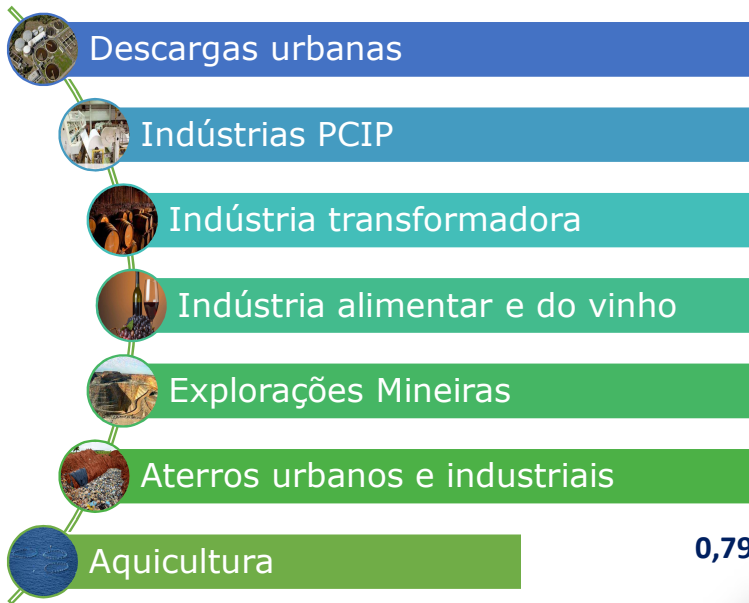 Descargas urbanas
Indústrias PCIP
Indústria transformadora
Indústria alimentar e do vinho
Explorações Mineiras
Aterros urbanos e industriais
Aquicultura
0,79